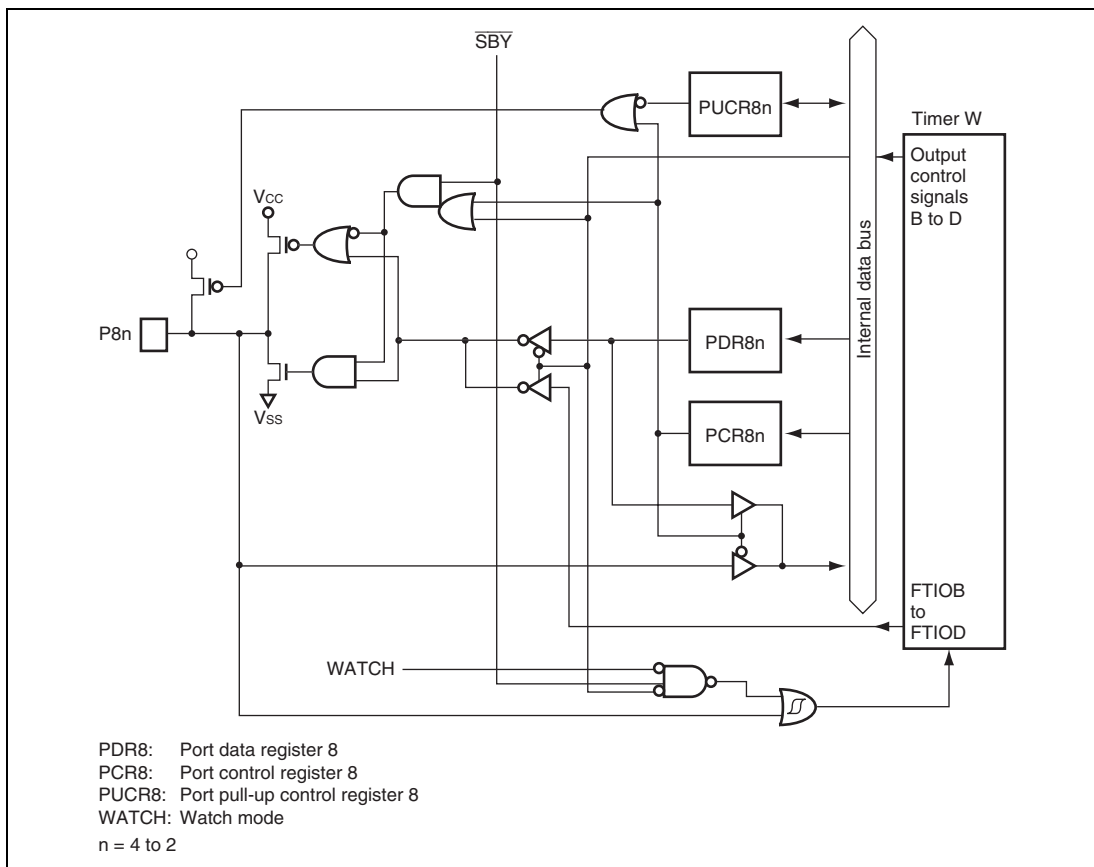 SBY
PUCR8n
Timer W
Output
control
signals
B to D
VCC
Internal data bus
P8n
PDR8n
VSS
PCR8n
FTIOB
to
FTIOD
WATCH
PDR8: Port data register 8
PCR8: Port control register 8
PUCR8: Port pull-up control register 8
WATCH: Watch mode
n = 4 to 2